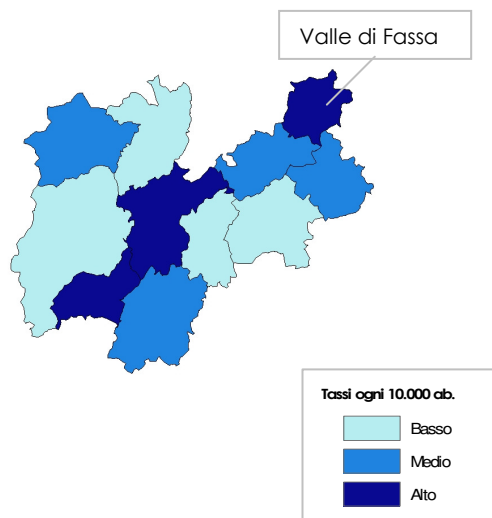 Valle di Fassa
Tassi ogni 10.000 ab.
Basso
Medio
Alto